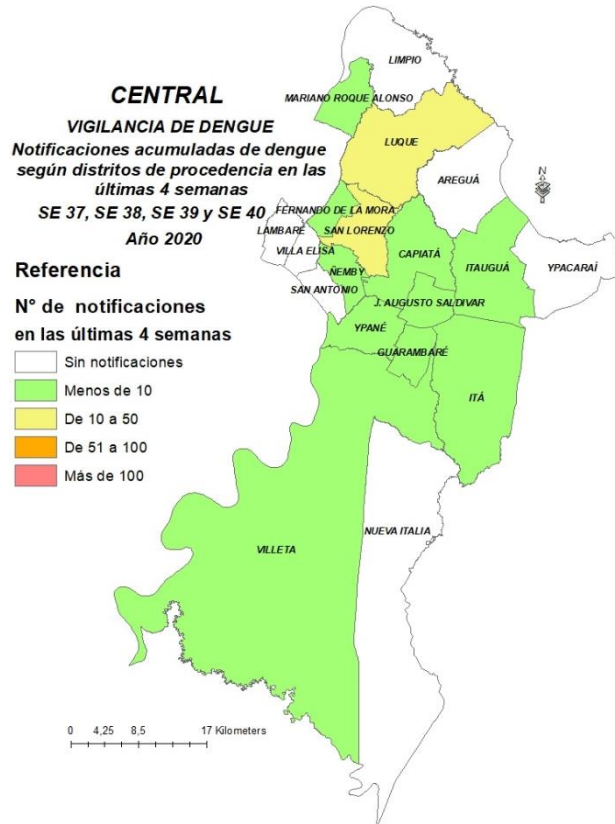 CENTRAL
VIGILANCIA DE DENGUE
Notificaciones acumuladas de dengue
según distritos de procedencia en las
últimas 4 semanas
SE 37, SE 38, SE 39 y SE 40
Año 2020
Referencia
N° de notificaciones
en las últimas 4 semanas
Sin notificaciones
Menos de 10
De 10 a 50
De 51 a 100
Más de 100
LIMPIO
MARIANO ROQUE ALONSO
LUQUE
AREGUÁ
N
FERNANDO DE LA MORA
LAMBARÉ
SAN LORENZO
VILLA ELISA
CAPIATÁ
ITAUGUÁ
YPACARAÍ
ÑEMBY
SAN ANTONIO
J. AUGUSTO SALDIVAR
YPANÉ
GUARAMBARÉ
ITÁ
NUEVA ITALIA
VILLETA
0 4,25 8,5 17 Kilometers